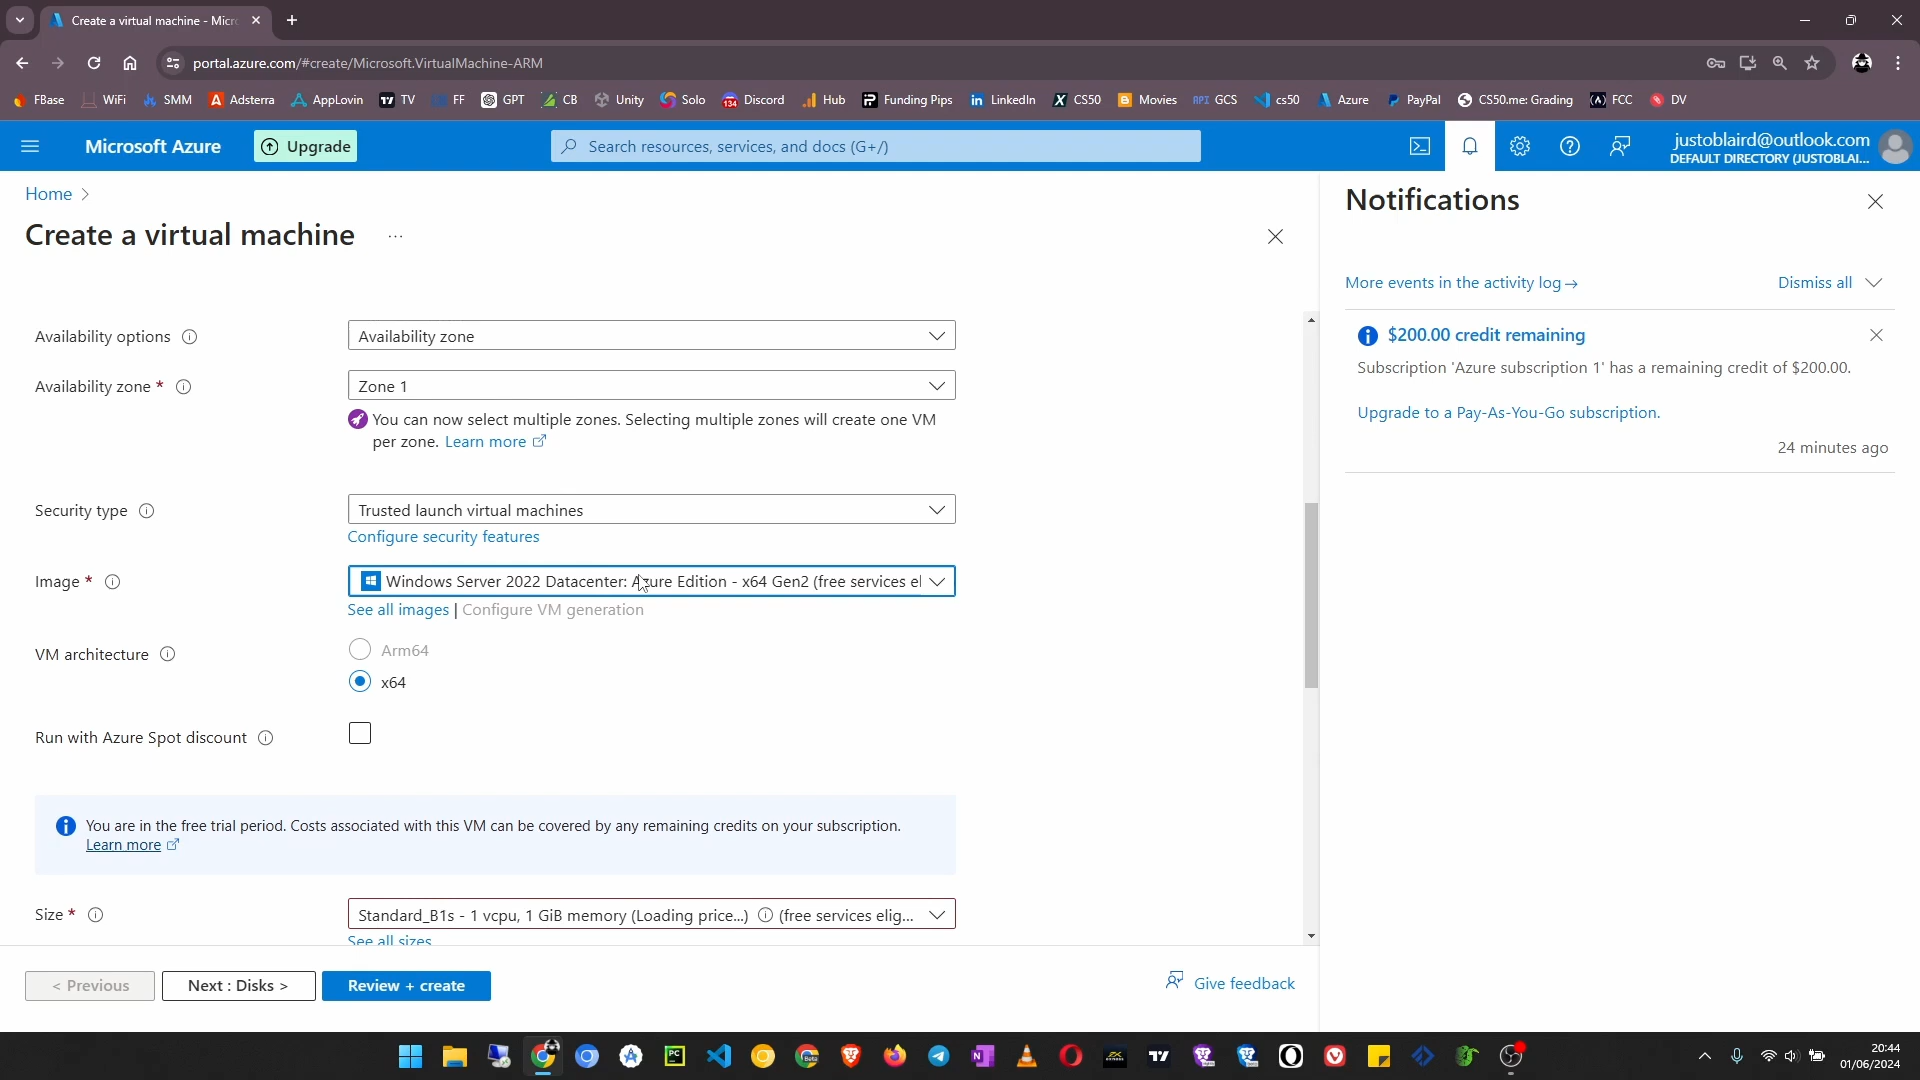 Create a virtual machine - Micr
portal.azure.com/#create/Microsoft.VirtualMachine-ARM
FBase
WiFi
SMM
Adsterra
AppLovin
TV
FF
GPT
CB
Unity
Solo
134
Discord
Hub
Funding Pips
LinkedIn
CS50
Movies
API
GCS
cs50
Azure
PayPal
CS50.me: Grading
FCC
DV
Microsoft Azure
Upgrade
Search resources, services, and docs (G+/)
justoblaird@outlook.com
DEFAULT DIRECTORY (JUSTOBLAI...
Home
Create a virtual machine
...
Availability options
Availability zone
Availability zone *
Zone 1
You can now select multiple zones. Selecting multiple zones will create one VM
per zone. Learn more
Security type
Trusted launch virtual machines
Configure security features
Image *
Windows Server 2022 Datacenter: Azure Edition - x64 Gen2 (free services el
See all images | Configure VM generation
VM architecture
Arm64
x64
Run with Azure Spot discount
You are in the free trial period. Costs associated with this VM can be covered by any remaining credits on your subscription.
Learn more
Size *
Standard_B1s - 1 vcpu, 1 GiB memory (Loading price...) (free services elig...
See all sizes
< Previous
Next : Disks >
Review + create
Give feedback
Notifications
More events in the activity log →
Dismiss all
$200.00 credit remaining
Subscription 'Azure subscription 1' has a remaining credit of $200.00.
Upgrade to a Pay-As-You-Go subscription.
24 minutes ago
20:44
01/06/2024